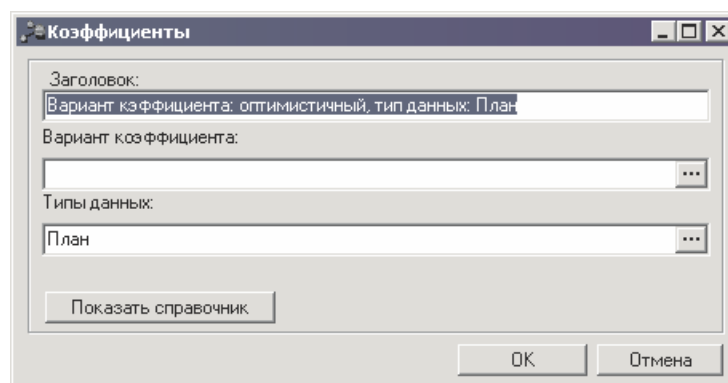 Коэффициенты
Заголовок:
Вариант кэффициента: оптимистичный, тип данных: План
Вариант коэффициента:
...
Типы данных:
План ...
Показать справочник
OK Отмена